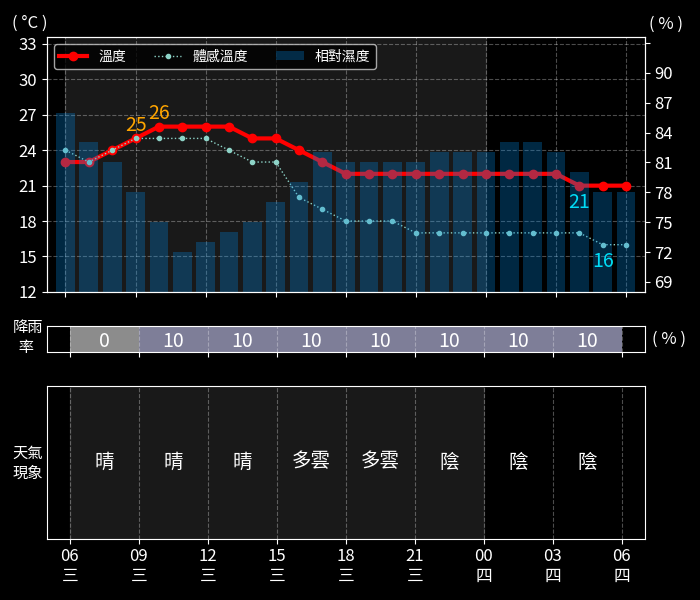 ( °C )
( % )
溫度
體感溫度
相對濕度
33
30
27
24
21
18
15
12
90
87
84
81
78
75
72
69
25
26
21
16
降雨
率
0 10 10 10 10 10 10 10
( % )
天氣
現象
晴 晴 晴 多雲 多雲 陰 陰 陰
06 09 12 15 18 21 00 03 06
三 三 三 三 三 三 四 四 四